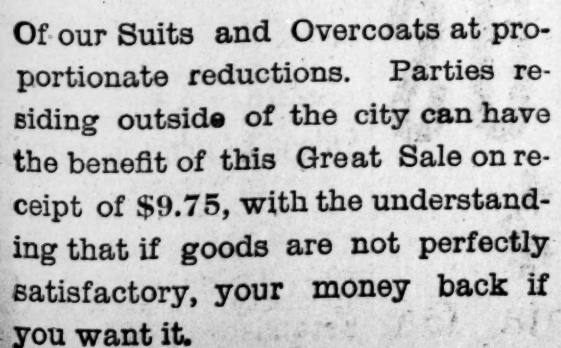 Of our Suits and Overcoats at pro-
portionate reductions. Parties re-
siding outside of the city can have
the benefit of this Great Sale on re-
ceipt of $9.75, with the understand-
ing that if goods are not perfectly
satisfactory, your money back if
you want it.